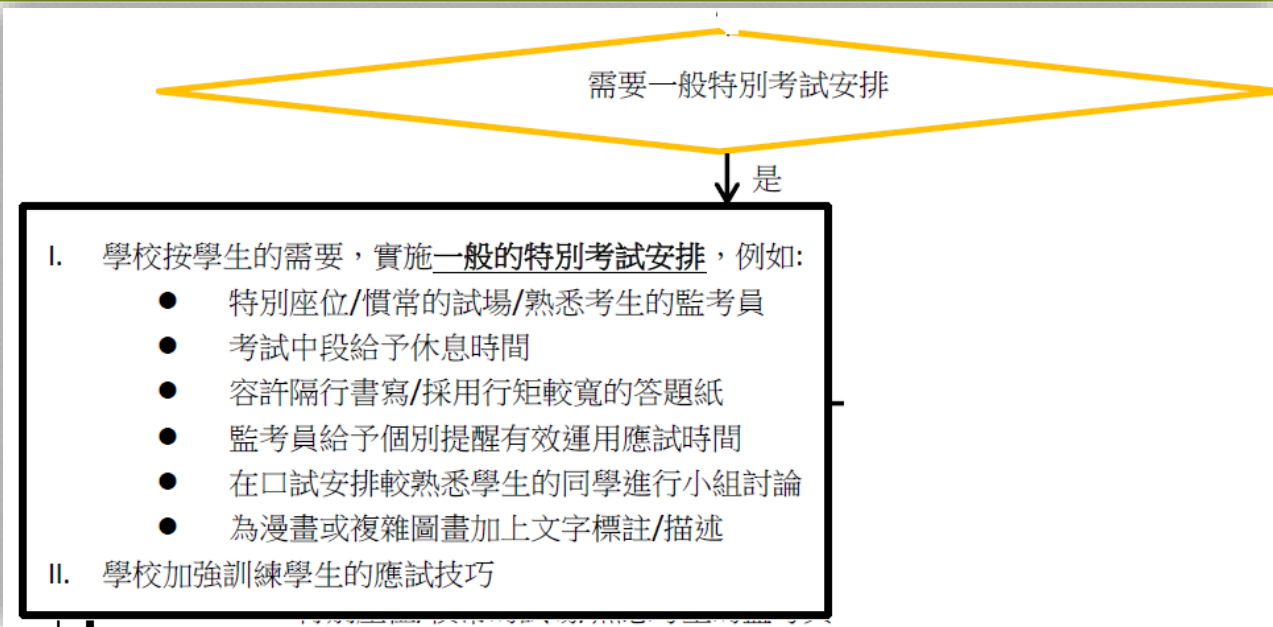 需要一般特別考試安排
是
I. 學校按學生的需要，實施一般的特別考試安排，例如:
● 特別座位/慣常的試場/熟悉考生的監考員
● 考試中段給予休息時間
● 容許隔行書寫/採用行矩較寬的答題紙
● 監考員給予個別提醒有效運用應試時間
● 在口試安排較熟悉學生的同學進行小組討論
● 為漫畫或複雜圖畫加上文字標註/描述
II. 學校加強訓練學生的應試技巧